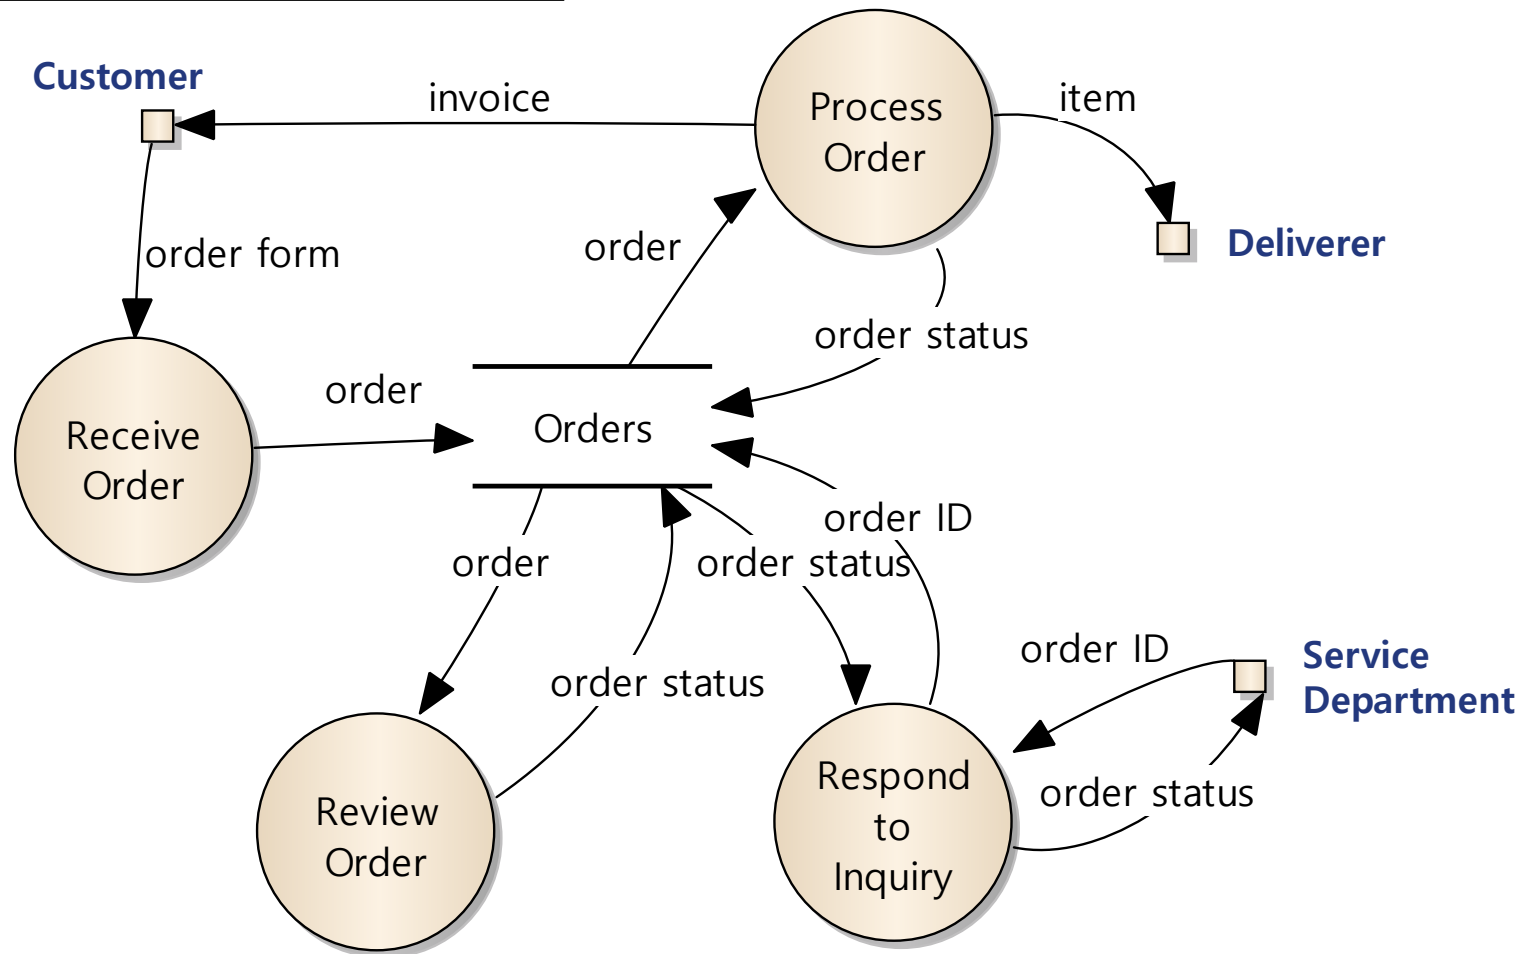 Customer
invoice
Process
Order
item
order form
order
Deliverer
order status
Receive
Order
order
Orders
order ID
order
order status
order status
order ID
Service
Department
Review
Order
Respond
to
Inquiry
order status